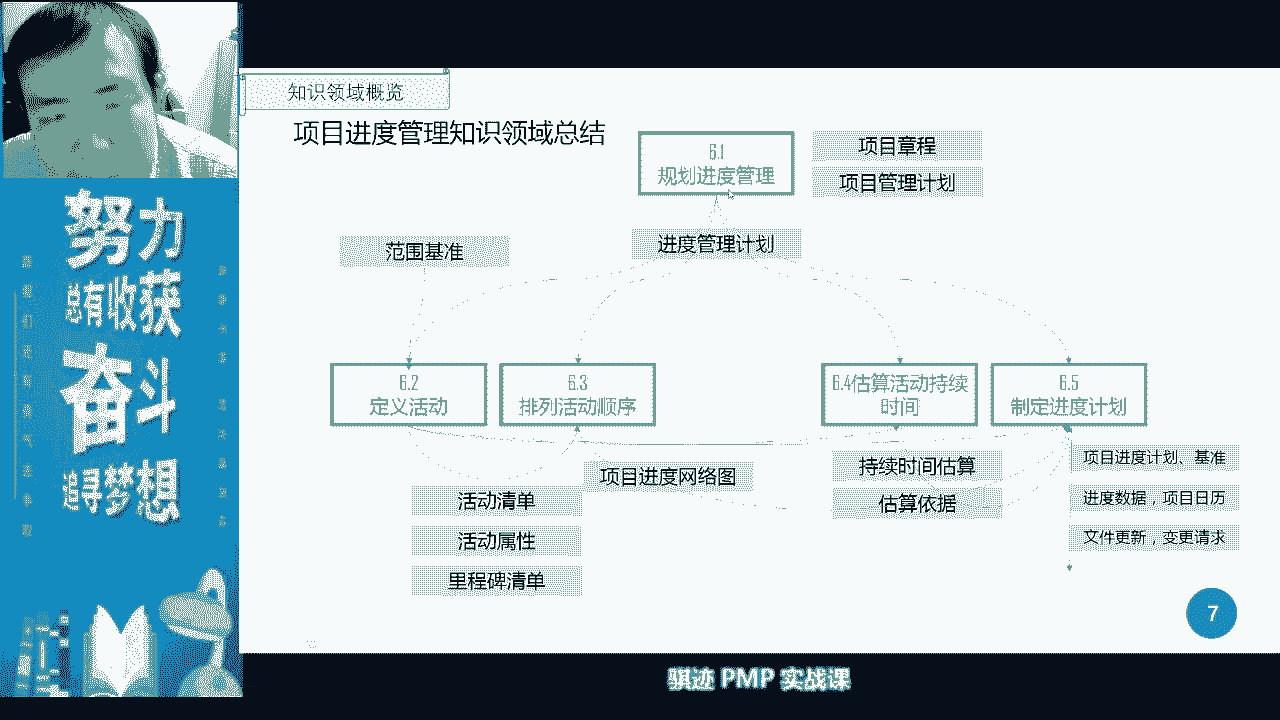 知识领域概览
项目进度管理知识领域总结
6.1
规划进度管理
项目章程
项目管理计划
范围基准
进度管理计划
6.2
定义活动
6.3
排列活动顺序
6.4估算活动持续
时间
6.5
制定进度计划
项目进度网络图
活动清单
活动属性
里程碑清单
持续时间估算
估算依据
项目进度计划、基准
进度数据，项目日历
文件更新，变更请求
7
努力
总有收获
奋斗
追寻梦想
骐迹 PMP 实战课